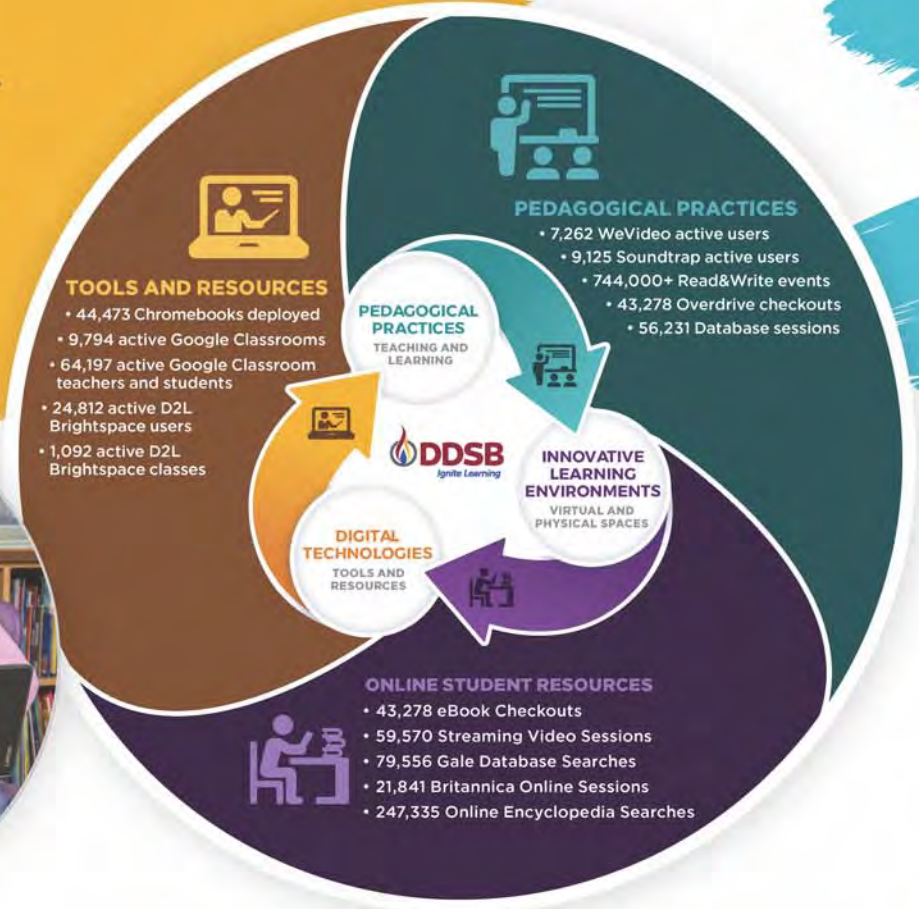 TOOLS AND RESOURCES
• 44,473 Chromebooks deployed
• 9,794 active Google Classrooms
• 64,197 active Google Classroom
teachers and students
• 24,812 active D2L
Brightspace users
• 1,092 active D2L
Brightspace classes
PEDAGOGICAL PRACTICES
• 7,262 WeVideo active users
• 9,125 Soundtrap active users
• 744,000+ Read&Write events
• 43,278 Overdrive checkouts
• 56,231 Database sessions
PEDAGOGICAL
PRACTICES
TEACHING AND
LEARNING
DDSB
Ignite Learning
INNOVATIVE
LEARNING
ENVIRONMENTS
VIRTUAL AND
PHYSICAL SPACES
DIGITAL
TECHNOLOGIES
TOOLS AND
RESOURCES
ONLINE STUDENT RESOURCES
• 43,278 eBook Checkouts
• 59,570 Streaming Video Sessions
• 79,556 Gale Database Searches
• 21,841 Britannica Online Sessions
• 247,335 Online Encyclopedia Searches